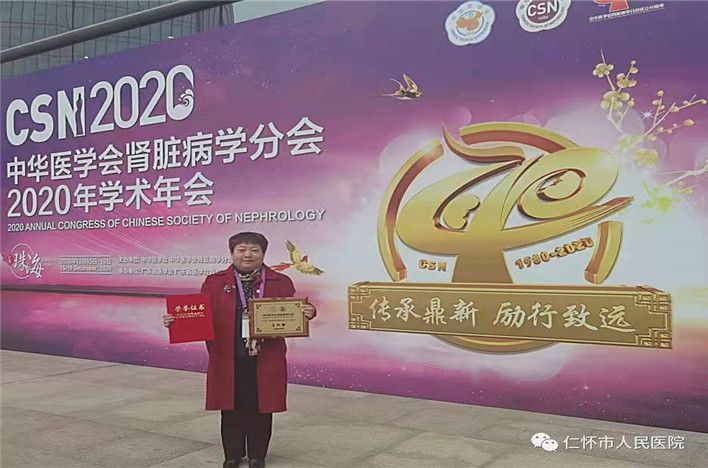 CSN2020
中华医学会肾脏病学分会
2020年学术年会
2020 ANNUAL CONGRESS OF CHINESE SOCIETY OF NEPHROLOGY
珠海
CSN
CSN
1980-2020
传承鼎新 励行致远
荣誉证书
仁怀市人民医院